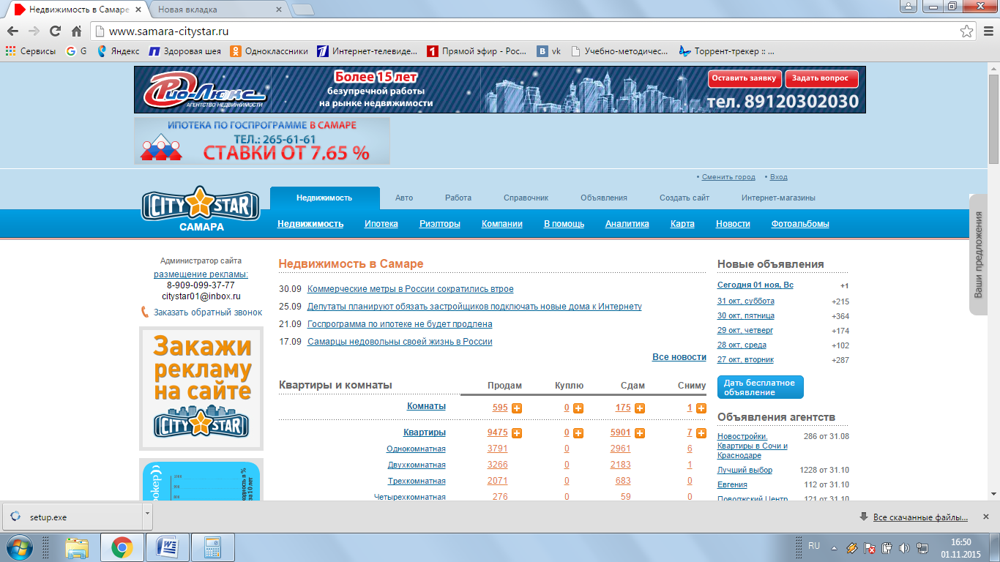 Недвижимость в Самаре
Новая вкладка
www.samara-citystar.ru
Сервисы
G
Яндекс
Здоровая шея
Одноклассники
Интернет-телевиде...
Прямой эфир - Рос...
vk
Учебно-методичес...
Торрент-трекер :: ...
Рио-Люкс
АГЕНТСТВО НЕДВИЖИМОСТИ
Более 15 лет
безупречной работы
на рынке недвижимости
Оставить заявку
Задать вопрос
тел. 89120302030
ИПОТЕКА ПО ГОСПРОГРАММЕ В САМАРЕ
ТЕЛ.: 265-61-61
СТАВКИ ОТ 7,65 %
• Сменить город • Вход
CITY STAR
САМАРА
Недвижимость Авто Работа Справочник Объявления Создать сайт Интернет-магазины
Недвижимость Ипотека Риэлторы Компании В помощь Аналитика Карта Новости Фотоальбомы
Ваши предложения
Администратор сайта
размещение рекламы:
8-909-099-37-77
citystar01@inbox.ru
Заказать обратный звонок
Закажи
рекламу
на сайте
CITY STAR
Недвижимость в Самаре
30.09 Коммерческие метры в России сократились втрое
25.09 Депутаты планируют обязать застройщиков подключать новые дома к Интернету
21.09 Госпрограмма по ипотеке не будет продлена
17.09 Самарцы недовольны своей жизнь в России
Все новости
Квартиры и комнаты Продам Куплю Сдам Сниму
Комнаты 595 0 175 1
Квартиры 9475 0 5901 7
Однокомнатная 3791 0 2961 6
Двухкомнатная 3266 0 2183 1
Трехкомнатная 2071 0 683 0
Четырехкомнатная 276 0 59 0
Новые объявления
Сегодня 01 ноя, Вс +1
31 окт, суббота +215
30 окт, пятница +364
29 окт, четверг +174
28 окт, среда +102
27 окт, вторник +287
Дать бесплатное
объявление
Объявления агентств
Новостройки. 286 от 31.08
Квартиры в Сочи и
Краснодаре
Лучший выбор 1228 от 31.10
Евгения 112 от 31.10
Поволжский Центр 121 от 31.10
setup.exe
Все скачанные файлы...
RU
16:50
01.11.2015